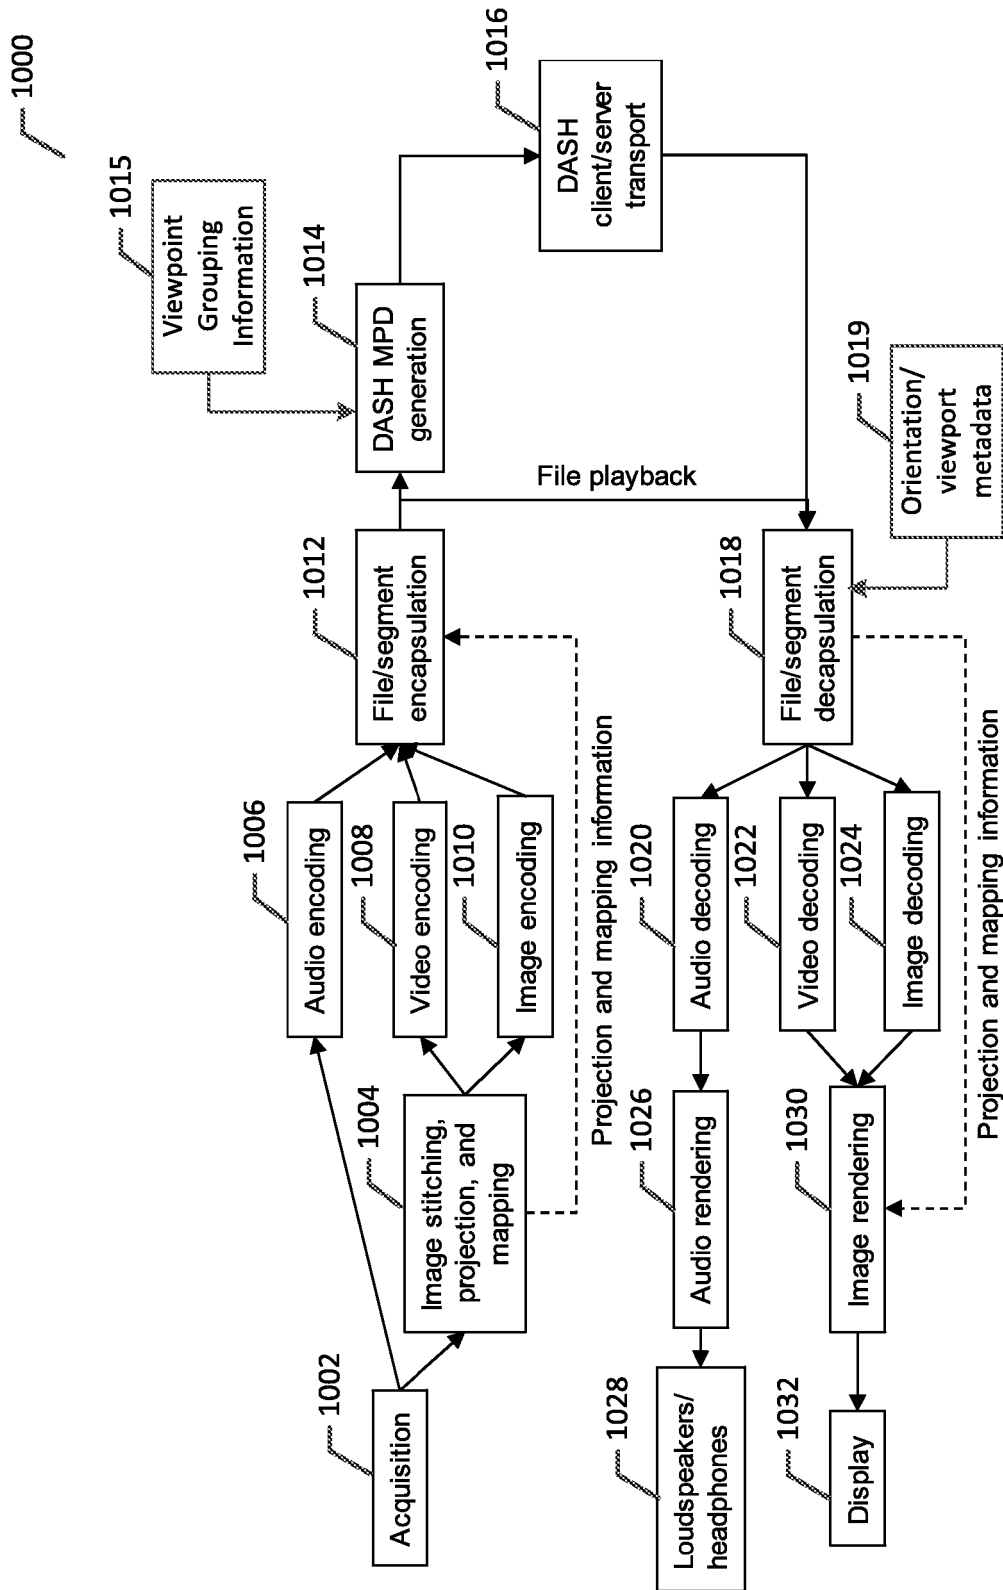 1000
1015
Viewpoint
Grouping
Information
1014
DASH MPD
generation
1016
DASH
client/server
transport
1012
File/segment
encapsulation
File playback
1006
Audio encoding
1008
Video encoding
1010
Image encoding
1004
Image stitching,
projection, and
mapping
Projection and mapping information
1002
Acquisition
1019
Orientation/
viewport
metadata
1018
File/segment
decapsulation
1020
Audio decoding
1022
Video decoding
1024
Image decoding
Projection and mapping information
1026
Audio rendering
1030
Image rendering
1028
Loudspeakers/
headphones
1032
Display